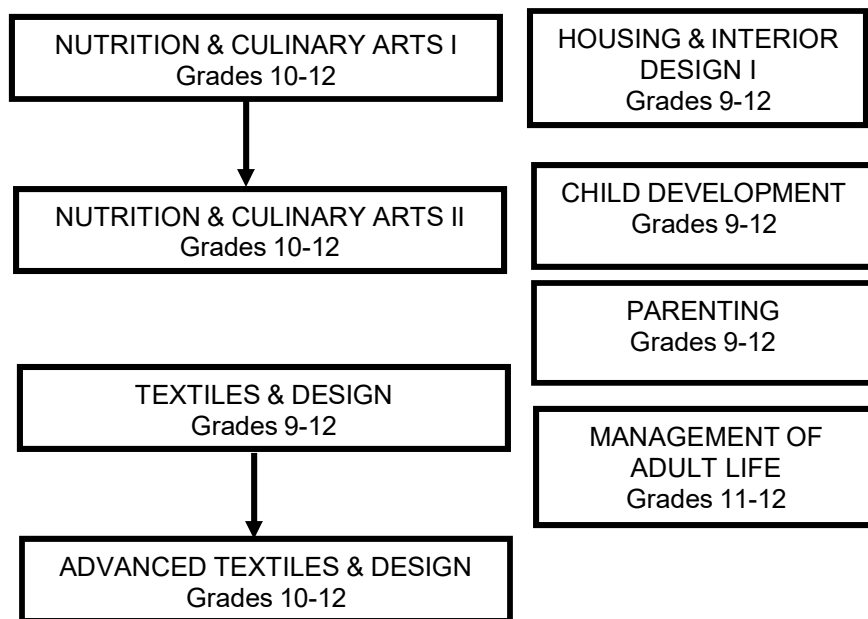 NUTRITION & CULINARY ARTS I
Grades 10-12
NUTRITION & CULINARY ARTS II
Grades 10-12
TEXTILES & DESIGN
Grades 9-12
ADVANCED TEXTILES & DESIGN
Grades 10-12
HOUSING & INTERIOR
DESIGN I
Grades 9-12
CHILD DEVELOPMENT
Grades 9-12
PARENTING
Grades 9-12
MANAGEMENT OF
ADULT LIFE
Grades 11-12